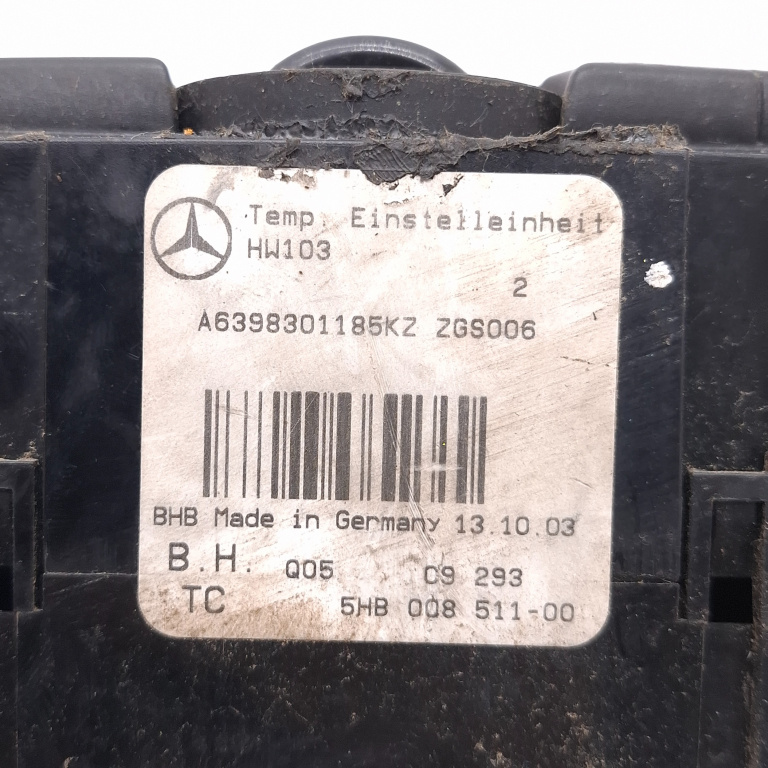 Temp. Einstelleinheit
HW103
2
A6398301185KZ ZGS006
BHB Made in Germany 13.10.03
B.H. Q05 C9 293
TC 5HB 008 511-00